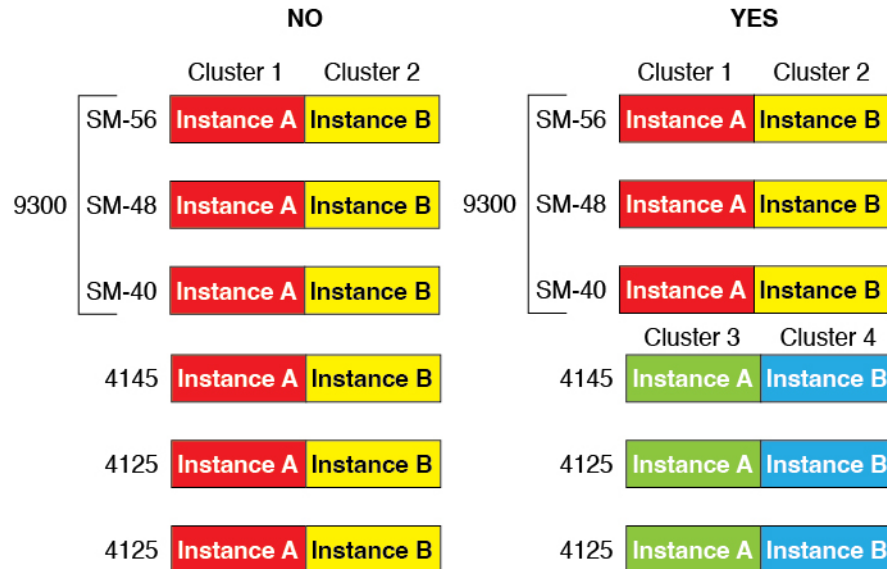 NO
Cluster 1 Cluster 2
SM-56 Instance A Instance B
9300 SM-48 Instance A Instance B
SM-40 Instance A Instance B
4145 Instance A Instance B
4125 Instance A Instance B
4125 Instance A Instance B
YES
Cluster 1 Cluster 2
SM-56 Instance A Instance B
9300 SM-48 Instance A Instance B
SM-40 Instance A Instance B
Cluster 3 Cluster 4
4145 Instance A Instance B
4125 Instance A Instance B
4125 Instance A Instance B